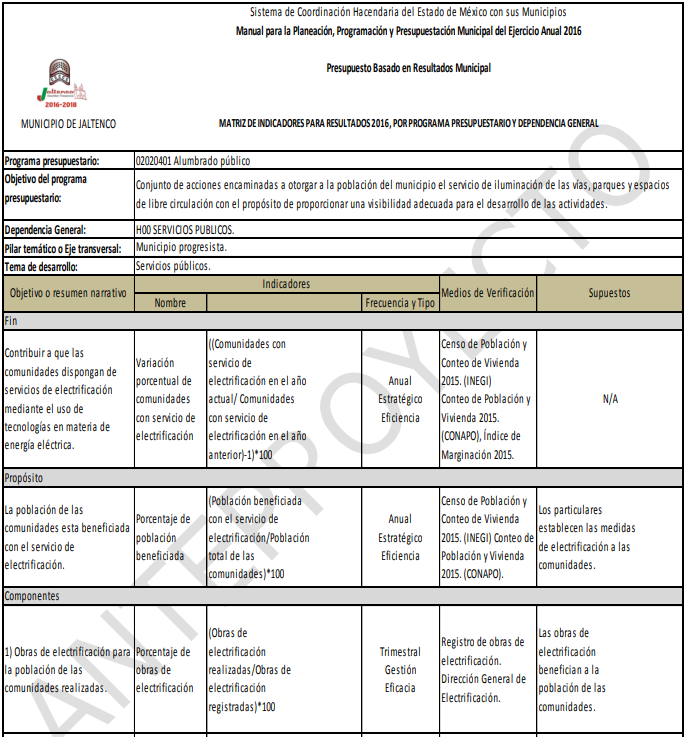 Sistema de Coordinación Hacendaria del Estado de México con sus Municipios
Manual para la Planeación, Programación y Presupuestación Municipal del Ejercicio Anual 2016
Presupuesto Basado en Resultados Municipal
Jaltenco
2016-2018
MUNICIPIO DE JALTENCO
MATRIZ DE INDICADORES PARA RESULTADOS 2016, POR PROGRAMA PRESUPUESTARIO Y DEPENDENCIA GENERAL
Programa presupuestario: 02020401 Alumbrado público
Objetivo del programa
presupuestario:
Conjunto de acciones encaminadas a otorgar a la población del municipio el servicio de iluminación de las vías, parques y espacios
de libre circulación con el propósito de proporcionar una visibilidad adecuada para el desarrollo de las actividades.
Dependencia General: H00 SERVICIOS PUBLICOS.
Pilar temático o Eje transversal: Municipio progresista.
Tema de desarrollo: Servicios públicos.
Objetivo o resumen narrativo
Indicadores
Nombre
Frecuencia y Tipo
Medios de Verificación
Supuestos
Fin
Contribuir a que las
comunidades dispongan de
servicios de electrificación
mediante el uso de
tecnologías en materia de
energía eléctrica.
Variación
porcentual de
comunidades
con servicio de
electrificación
((Comunidades con
servicio de
electrificación en el año
actual/ Comunidades
con servicio de
electrificación en el año
anterior)-1)*100
Anual
Estratégico
Eficiencia
Censo de Población y
Conteo de Vivienda
2015. (INEGI)
Conteo de Población y
Vivienda 2015.
(CONAPO), Índice de
Marginación 2015.
N/A
Propósito
La población de las
comunidades esta beneficiada
con el servicio de
electrificación.
Porcentaje de
población
beneficiada
(Población beneficiada
con el servicio de
electrificación/Población
total de las
comunidades)*100
Anual
Estratégico
Eficiencia
Censo de Población y
Conteo de Vivienda
2015. (INEGI) Conteo de
Población y Vivienda
2015. (CONAPO).
Los particulares
establecen las medidas
de electrificación a las
comunidades.
Componentes
1) Obras de electrificación para
la población de las
comunidades realizadas.
Porcentaje de
obras de
electrificación
(Obras de
electrificación
realizadas/Obras de
electrificación
registradas)*100
Trimestral
Gestión
Eficacia
Registro de obras de
electrificación.
Dirección General de
Electrificación.
Las obras de
electrificación
benefician a la
población de las
comunidades.
ANTEPROYECTO